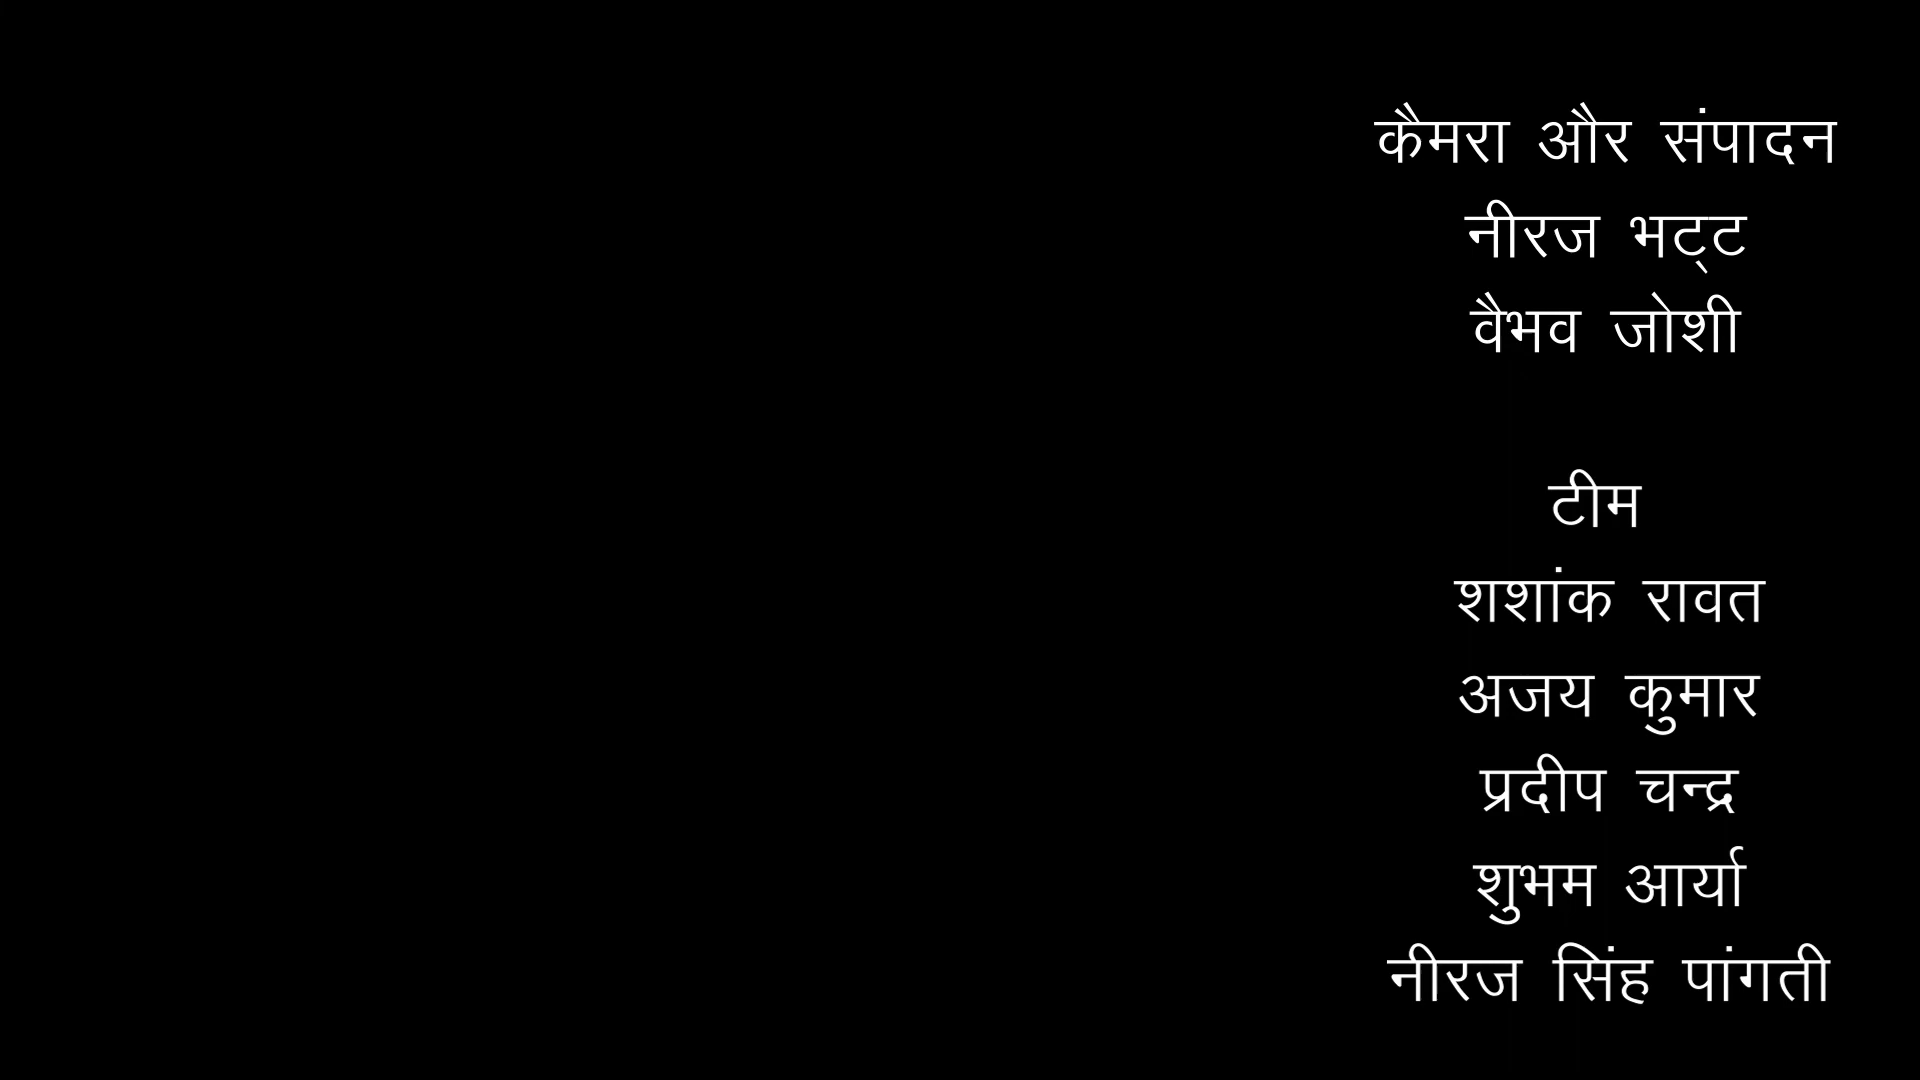 कैमरा और संपादन
नीरज भट्ट
वैभव जोशी
टीम
शशांक रावत
अजय कुमार
प्रदीप चन्द्र
शुभम आर्या
नीरज सिंह पांगती